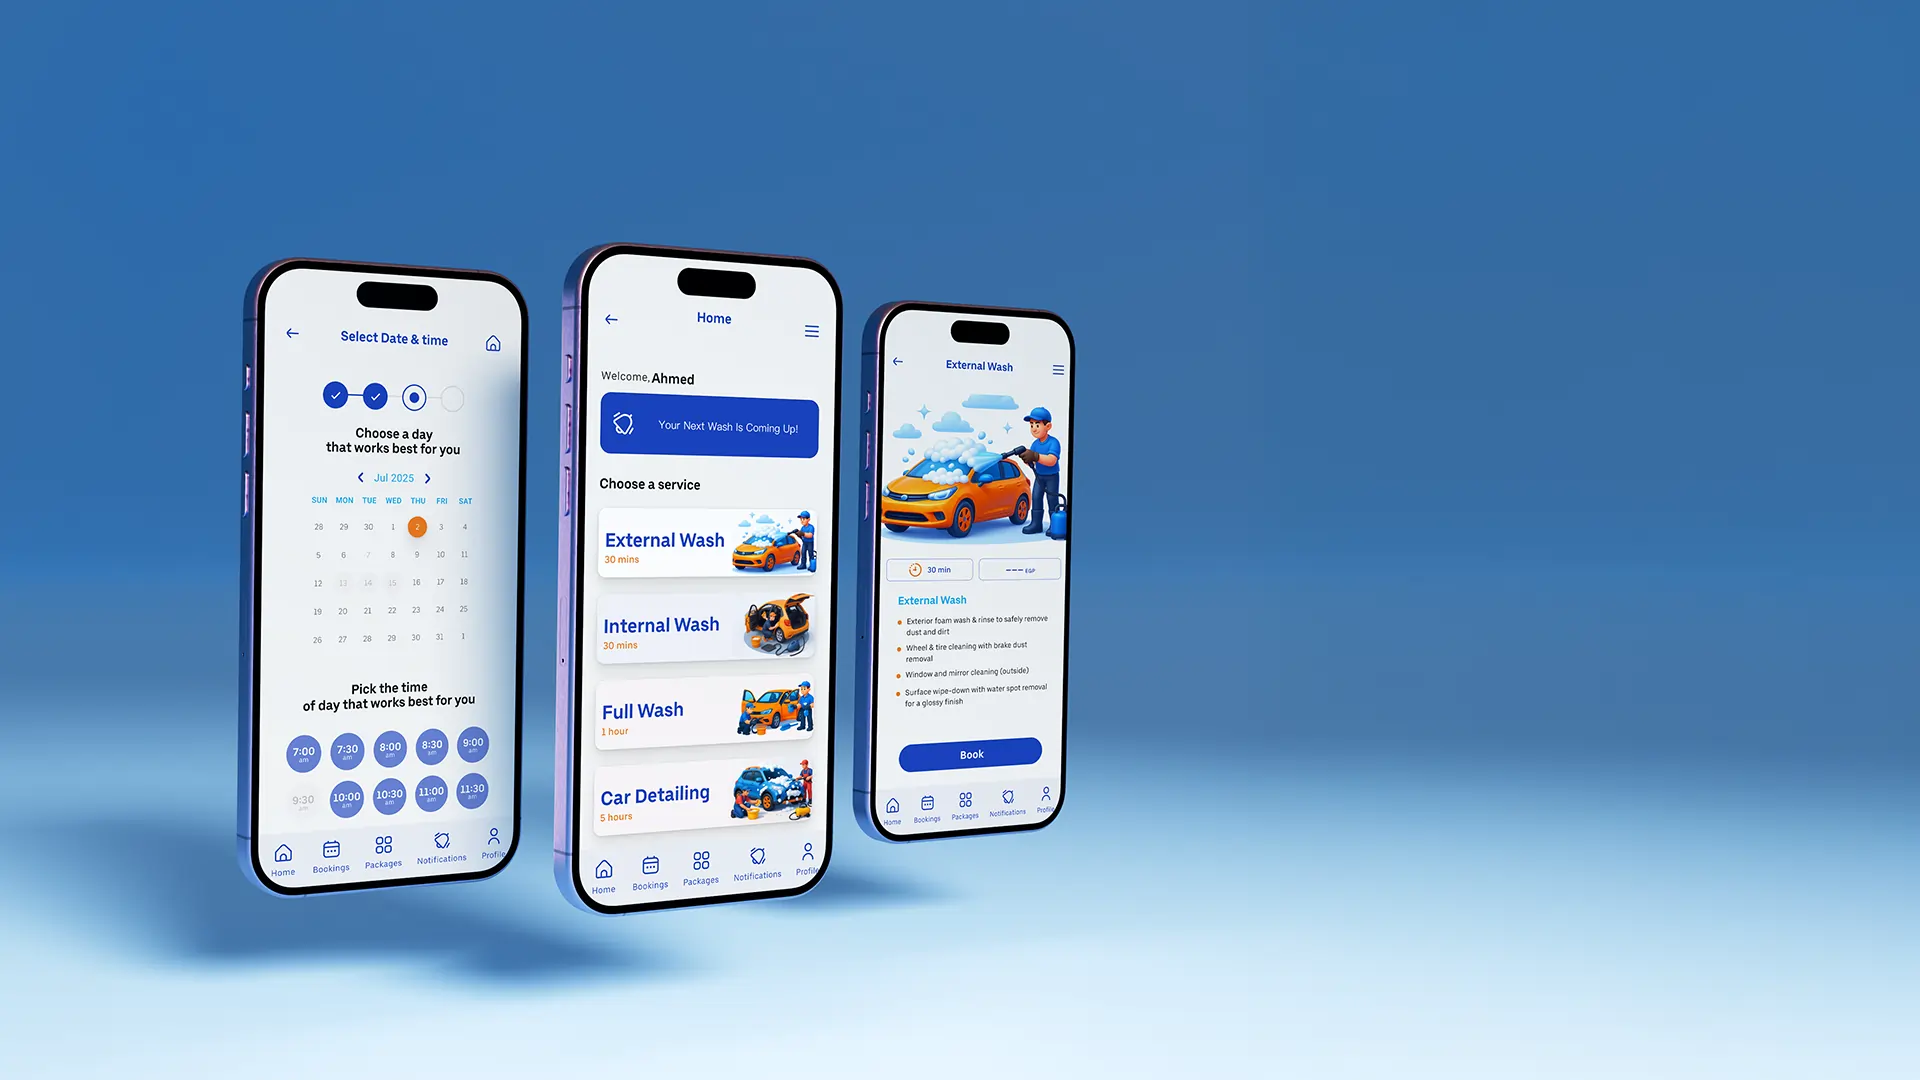 Select Date & time
Choose a day
that works best for you
Jul 2025
SUN MON TUE WED THU FRI SAT
28 29 30 1 2 3 4
5 6 7 8 9 10 11
12 13 14 15 16 17 18
19 20 21 22 23 24 25
26 27 28 29 30 31 1
Pick the time
of day that works best for you
7:00 am 7:30 am 8:00 am 8:30 am 9:00 am
9:30 am 10:00 am 10:30 am 11:00 am 11:30 am
Home Bookings Packages Notifications Profile
Home
Welcome, Ahmed
Your Next Wash Is Coming Up!
Choose a service
External Wash
30 mins
Internal Wash
30 mins
Full Wash
1 hour
Car Detailing
5 hours
Home Bookings Packages Notifications Profile
External Wash
30 min
--- EGP
External Wash
Exterior foam wash & rinse to safely remove
dust and dirt
Wheel & tire cleaning with brake dust
removal
Window and mirror cleaning (outside)
Surface wipe-down with water spot removal
for a glossy finish
Book
Home Bookings Packages Notifications Profile